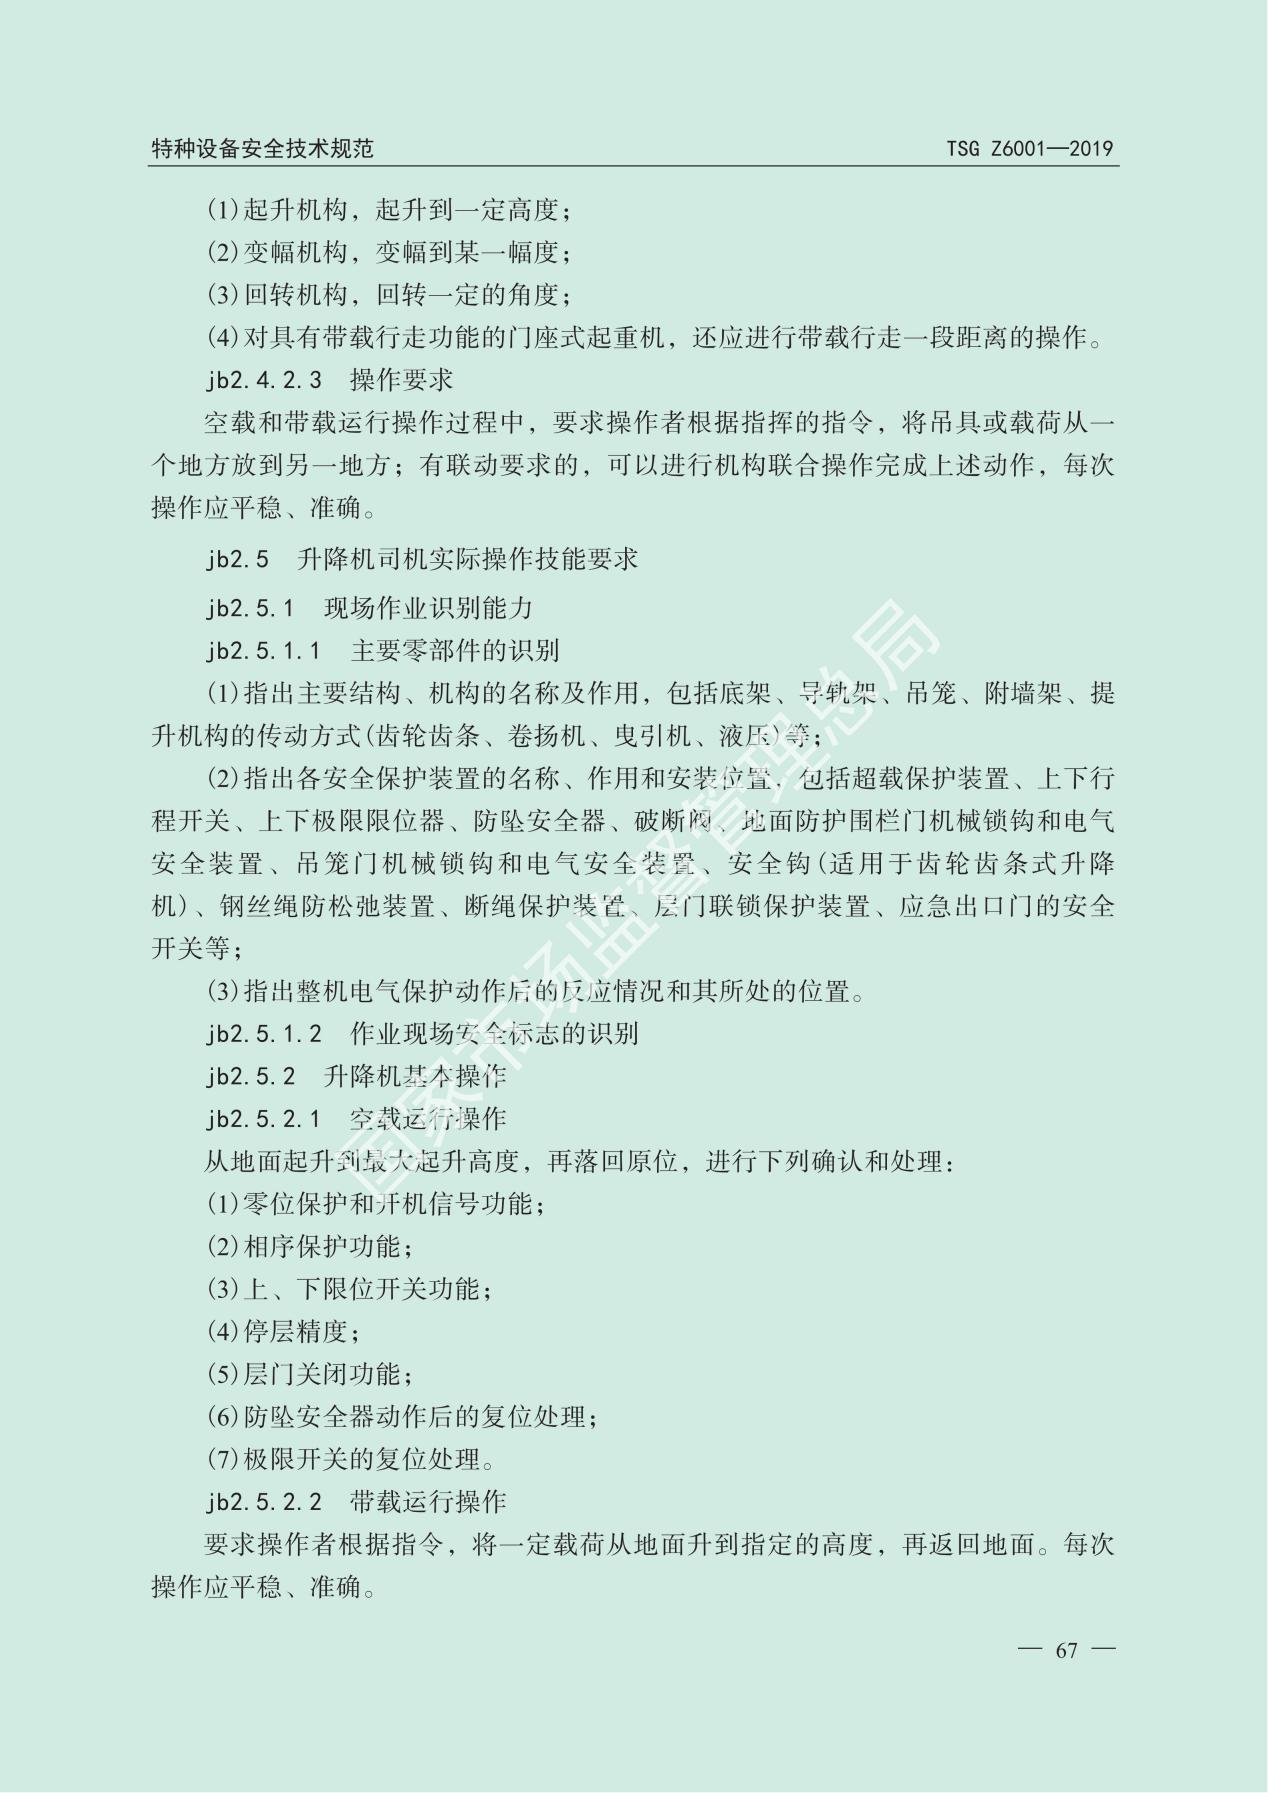 特种设备安全技术规范 TSG Z6001—2019
(1)起升机构，起升到一定高度；
(2)变幅机构，变幅到某一幅度；
(3)回转机构，回转一定的角度；
(4)对具有带载行走功能的门座式起重机，还应进行带载行走一段距离的操作。
jb2.4.2.3 操作要求
空载和带载运行操作过程中，要求操作者根据指挥的指令，将吊具或载荷从一
个地方放到另一地方；有联动要求的，可以进行机构联合操作完成上述动作，每次
操作应平稳、准确。
jb2.5 升降机司机实际操作技能要求
jb2.5.1 现场作业识别能力
jb2.5.1.1 主要零部件的识别
(1)指出主要结构、机构的名称及作用，包括底架、导轨架、吊笼、附墙架、提
升机构的传动方式(齿轮齿条、卷扬机、曳引机、液压)等；
(2)指出各安全保护装置的名称、作用和安装位置，包括超载保护装置、上下行
程开关、上下极限限位器、防坠安全器、破断阀、地面防护围栏门机械锁钩和电气
安全装置、吊笼门机械锁钩和电气安全装置、安全钩(适用于齿轮齿条式升降
机)、钢丝绳防松弛装置、断绳保护装置、层门联锁保护装置、应急出口门的安全
开关等；
(3)指出整机电气保护动作后的反应情况和其所处的位置。
jb2.5.1.2 作业现场安全标志的识别
jb2.5.2 升降机基本操作
jb2.5.2.1 空载运行操作
从地面起升到最大起升高度，再落回原位，进行下列确认和处理：
(1)零位保护和开机信号功能；
(2)相序保护功能；
(3)上、下限位开关功能；
(4)停层精度；
(5)层门关闭功能；
(6)防坠安全器动作后的复位处理；
(7)极限开关的复位处理。
jb2.5.2.2 带载运行操作
要求操作者根据指令，将一定载荷从地面升到指定的高度，再返回地面。每次
操作应平稳、准确。
— 67 —
国家市场监督管理总局